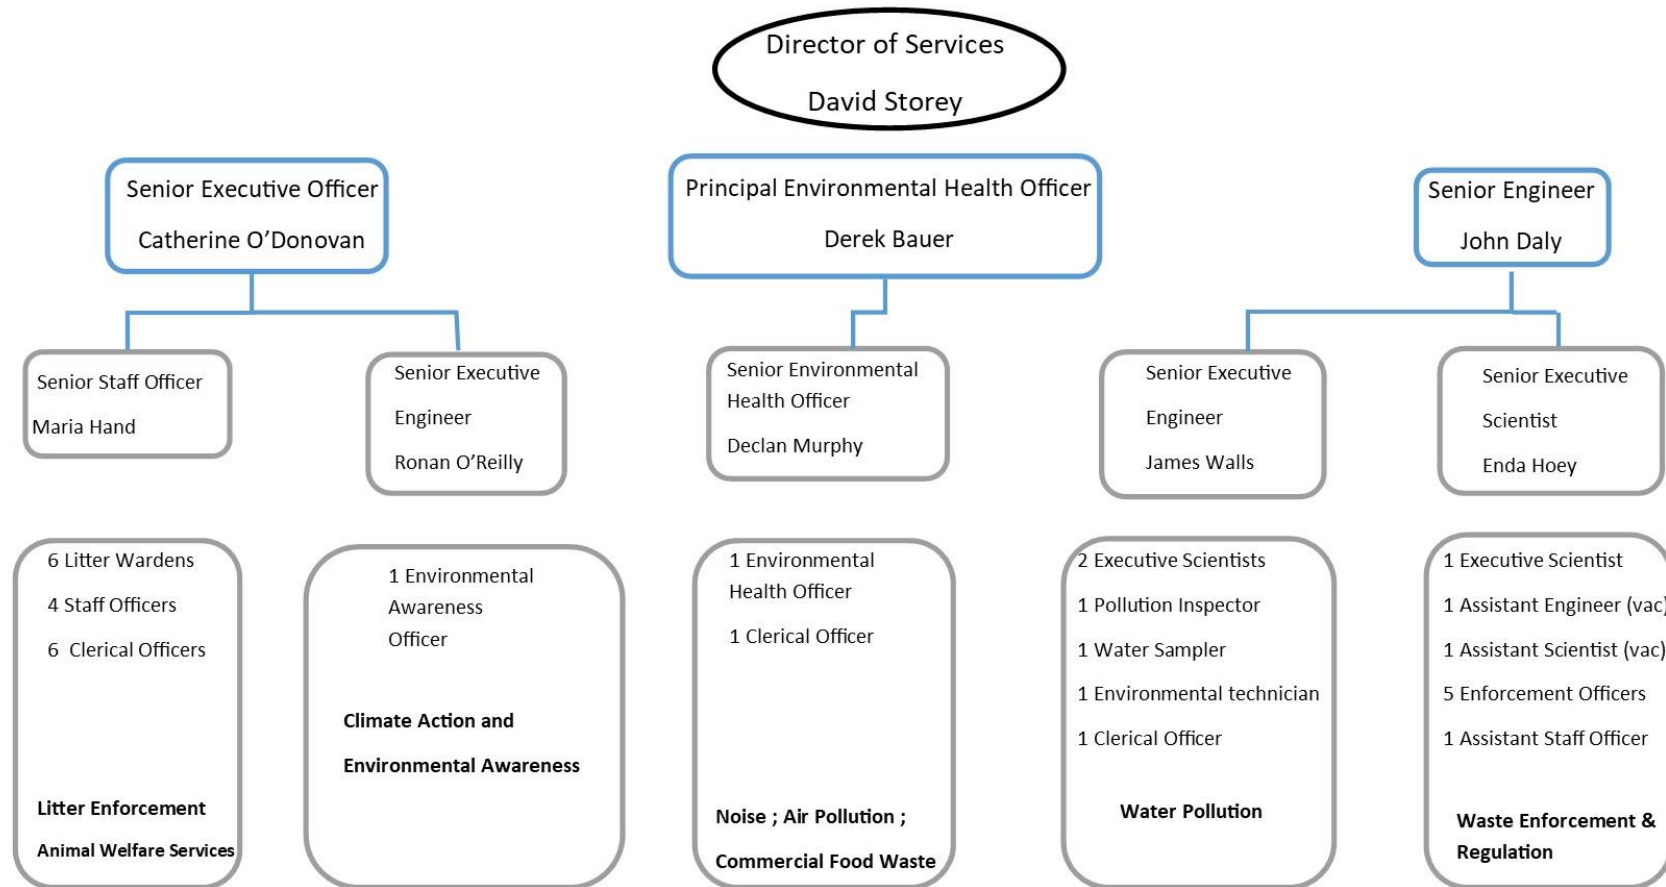 Director of Services
David Storey
Senior Executive Officer
Catherine O’Donovan
Principal Environmental Health Officer
Derek Bauer
Senior Engineer
John Daly
Senior Staff Officer
Maria Hand
Senior Executive
Engineer
Ronan O’Reilly
Senior Environmental
Health Officer
Declan Murphy
Senior Executive
Engineer
James Walls
Senior Executive
Scientist
Enda Hoey
6 Litter Wardens
4 Staff Officers
6 Clerical Officers
Litter Enforcement
Animal Welfare Services
1 Environmental
Awareness
Officer
Climate Action and
Environmental Awareness
1 Environmental
Health Officer
1 Clerical Officer
Noise ; Air Pollution ;
Commercial Food Waste
2 Executive Scientists
1 Pollution Inspector
1 Water Sampler
1 Environmental technician
1 Clerical Officer
Water Pollution
1 Executive Scientist
1 Assistant Engineer (vac)
1 Assistant Scientist (vac)
5 Enforcement Officers
1 Assistant Staff Officer
Waste Enforcement &
Regulation